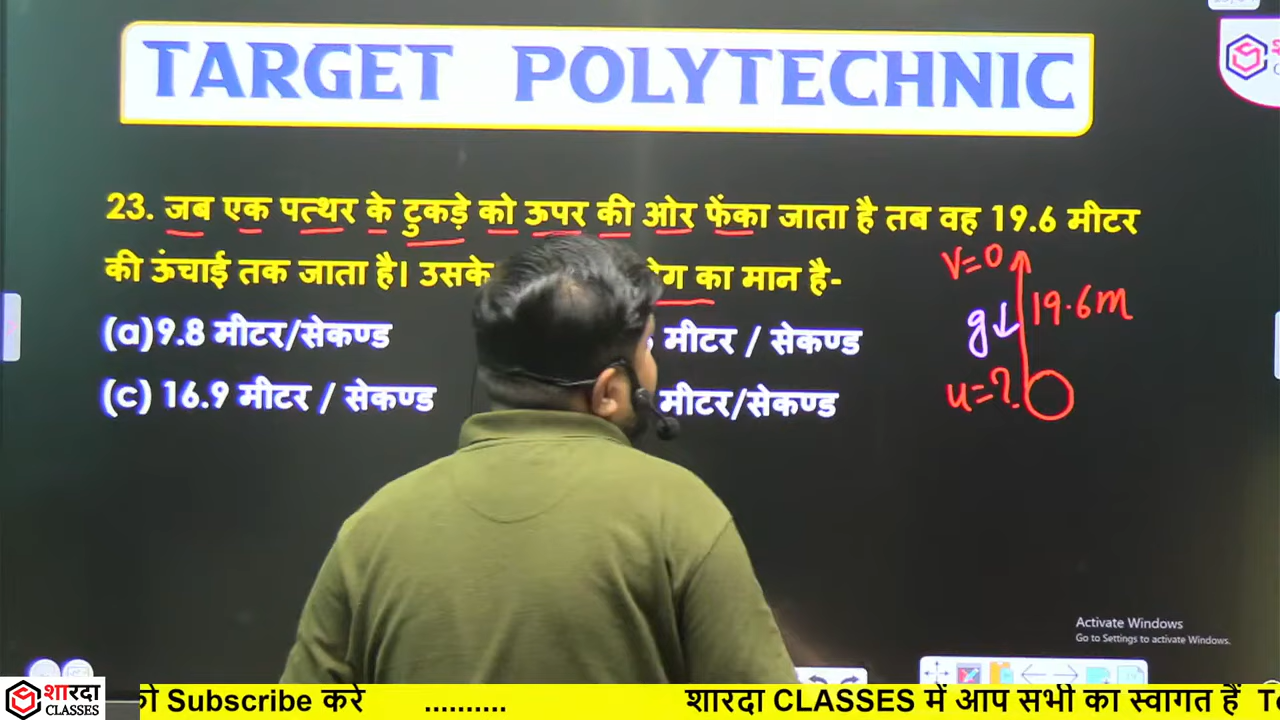 TARGET POLYTECHNIC
23. जब एक पत्थर के टुकड़े को ऊपर की ओर फेंका जाता है तब वह 19.6 मीटर
की ऊंचाई तक जाता है। उसके का मान है-
(a)9.8 मीटर/सेकण्ड मीटर / सेकण्ड
(c) 16.9 मीटर / सेकण्ड मीटर/सेकण्ड
v=0
19.6m
g
u=?
Activate Windows
Go to Settings to activate Windows.
शारदा
CLASSES
Subscribe करें .......... शारदा CLASSES में आप सभी का स्वागत हैं